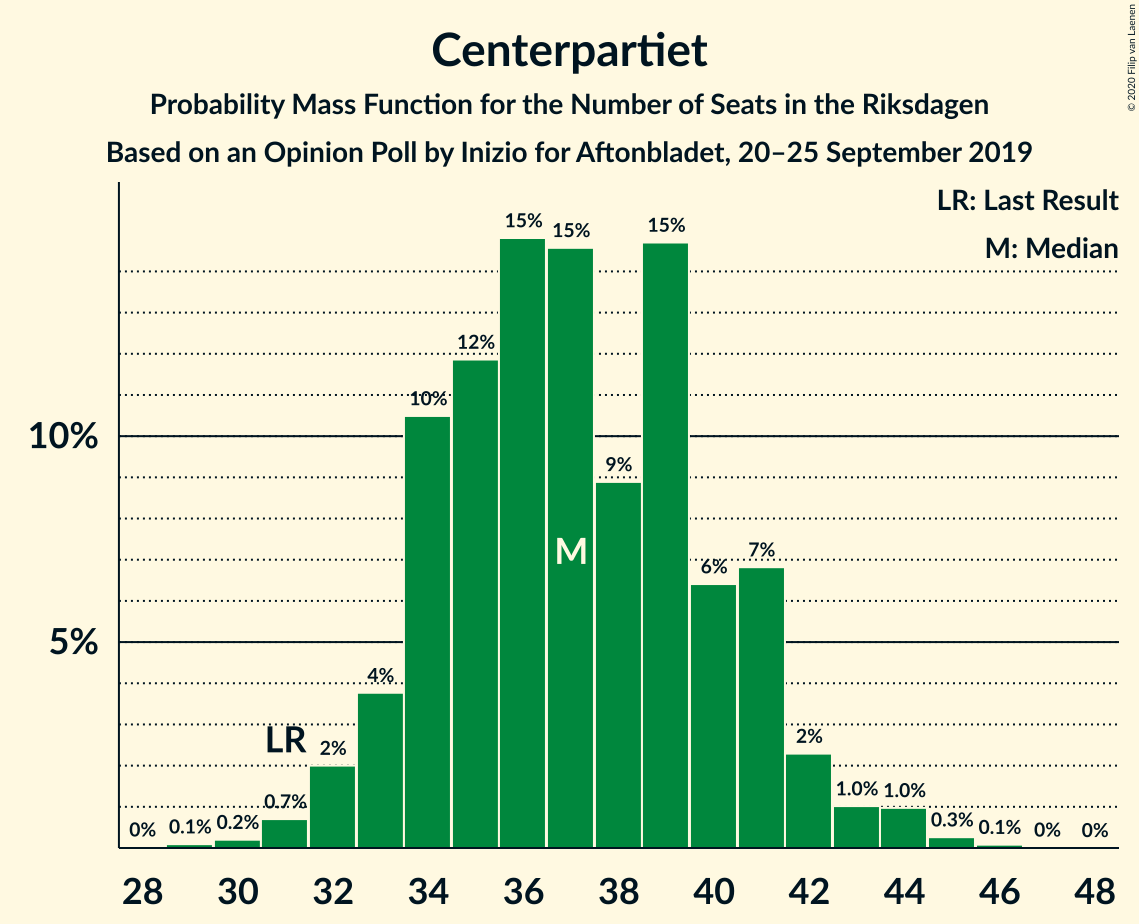 Centerpartiet
Probability Mass Function for the Number of Seats in the Riksdagen
Based on an Opinion Poll by Inizio for Aftonbladet, 20–25 September 2019
© 2020 Filip van Laenen
LR: Last Result
M: Median
10%
5%
0%
0.1%
0.2%
0.7%
LR
2%
4%
10%
12%
15%
15%
M
9%
15%
6%
7%
2%
1.0%
1.0%
0.3%
0.1%
0%
0%
28 30 32 34 36 38 40 42 44 46 48